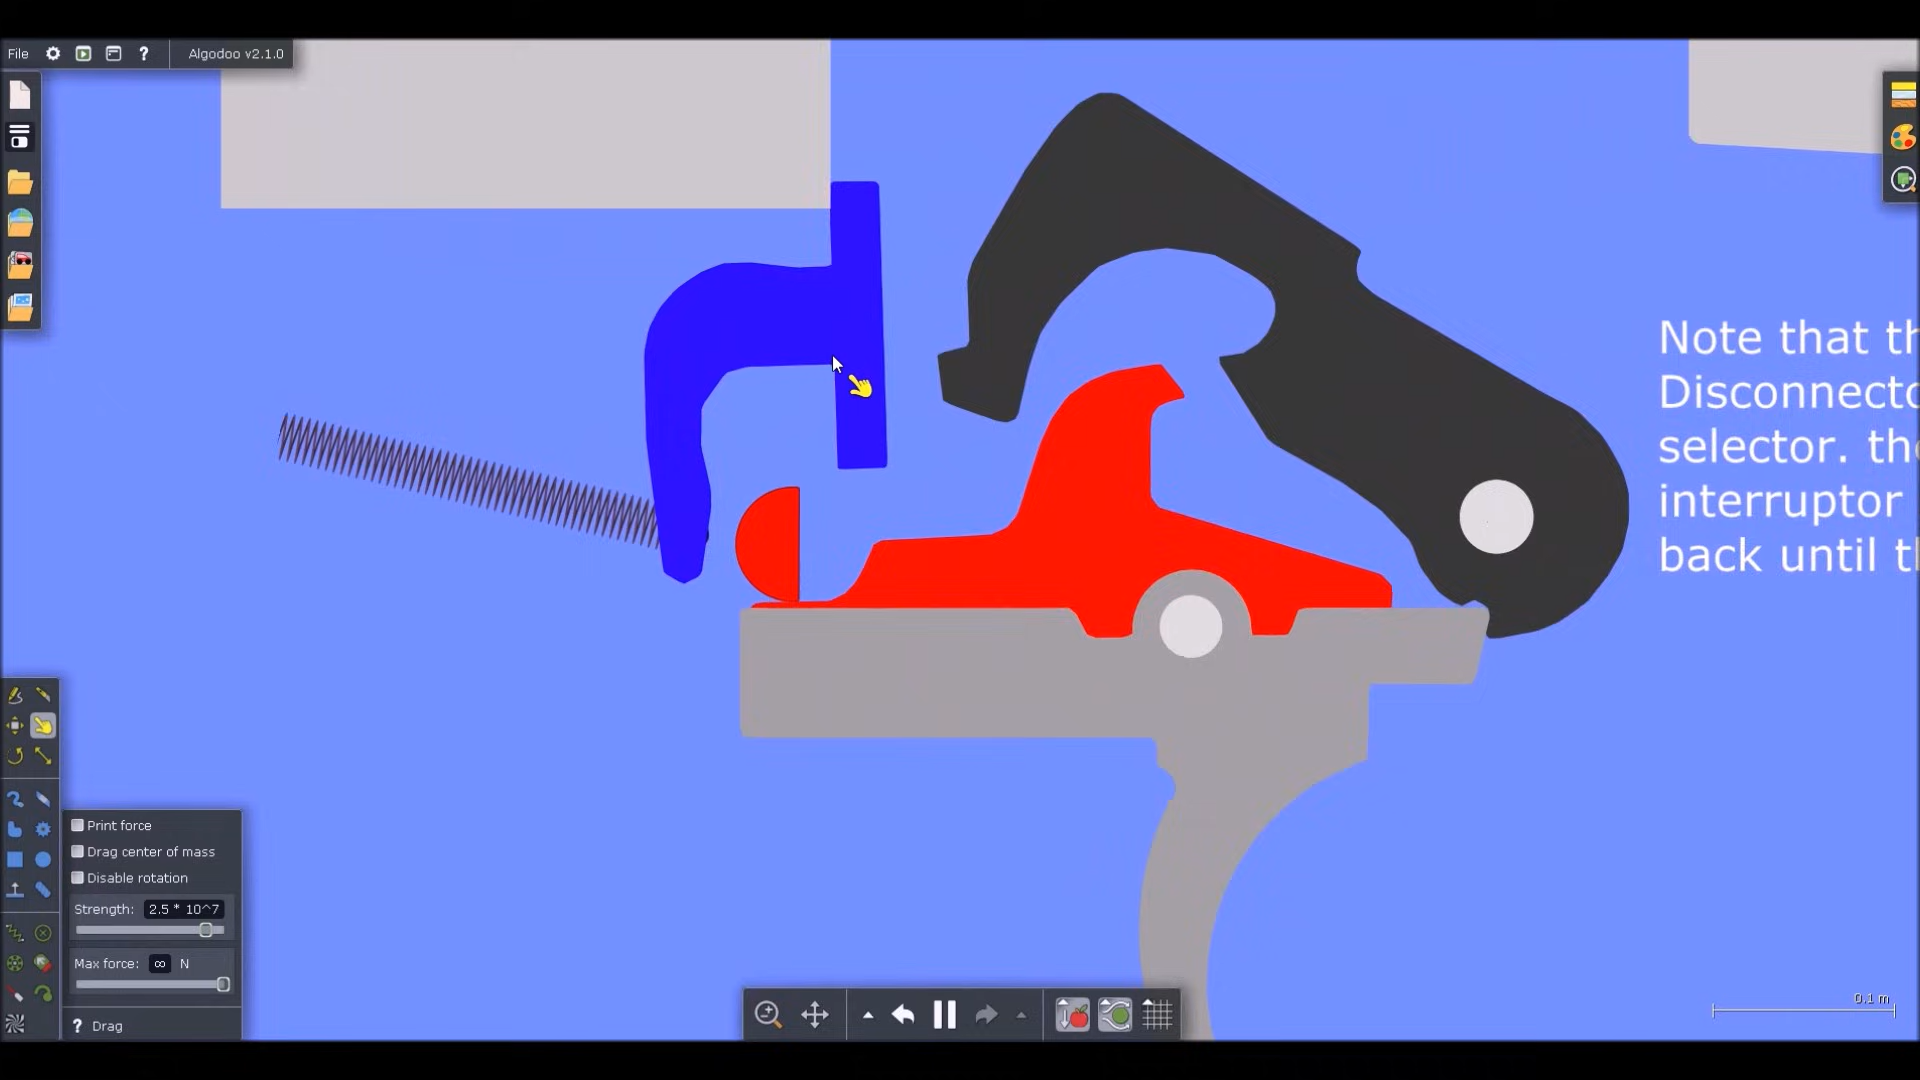 File
Algodoo v2.1.0
Note that th
Disconnecto
selector. the
interruptor
back until t
Print force
Drag center of mass
Disable rotation
Strength: 2.5 * 10^7
Max force: ∞ N
? Drag
0.1 m